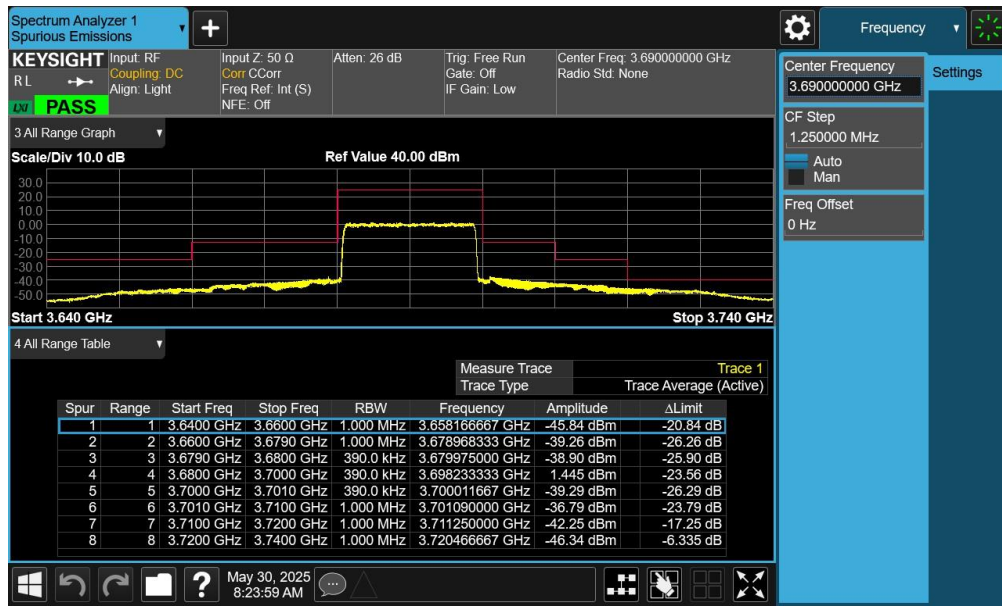 Spectrum Analyzer 1
Spurious Emissions
Frequency
KEYSIGHT
R L
LXI PASS
Input: RF
Coupling: DC
Align: Light
Input Z: 50 Ω
Corr CCorr
Freq Ref: Int (S)
NFE: Off
Atten: 26 dB
Trig: Free Run
Gate: Off
IF Gain: Low
Center Freq: 3.690000000 GHz
Radio Std: None
Center Frequency
3.690000000 GHz
Settings
CF Step
1.250000 MHz
Auto
Man
Freq Offset
0 Hz
3 All Range Graph
Scale/Div 10.0 dB Ref Value 40.00 dBm
30.0
20.0
10.0
0.00
-10.0
-20.0
-30.0
-40.0
-50.0
Start 3.640 GHz Stop 3.740 GHz
4 All Range Table
Measure Trace Trace 1
Trace Type Trace Average (Active)
Spur Range Start Freq Stop Freq RBW Frequency Amplitude ΔLimit
1 1 3.6400 GHz 3.6600 GHz 1.000 MHz 3.658166667 GHz -45.84 dBm -20.84 dB
2 2 3.6600 GHz 3.6790 GHz 1.000 MHz 3.678968333 GHz -39.26 dBm -26.26 dB
3 3 3.6790 GHz 3.6800 GHz 390.0 kHz 3.679975000 GHz -38.90 dBm -25.90 dB
4 4 3.6800 GHz 3.7000 GHz 390.0 kHz 3.698233333 GHz 1.445 dBm -23.56 dB
5 5 3.7000 GHz 3.7010 GHz 390.0 kHz 3.700011667 GHz -39.29 dBm -26.29 dB
6 6 3.7010 GHz 3.7100 GHz 1.000 MHz 3.701090000 GHz -36.79 dBm -23.79 dB
7 7 3.7100 GHz 3.7200 GHz 1.000 MHz 3.711250000 GHz -42.25 dBm -17.25 dB
8 8 3.7200 GHz 3.7400 GHz 1.000 MHz 3.720466667 GHz -46.34 dBm -6.335 dB
May 30, 2025
8:23:59 AM